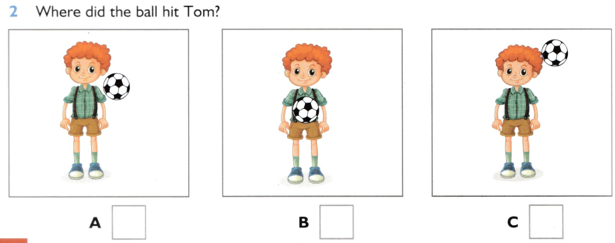 2 Where did the ball hit Tom?
A B C